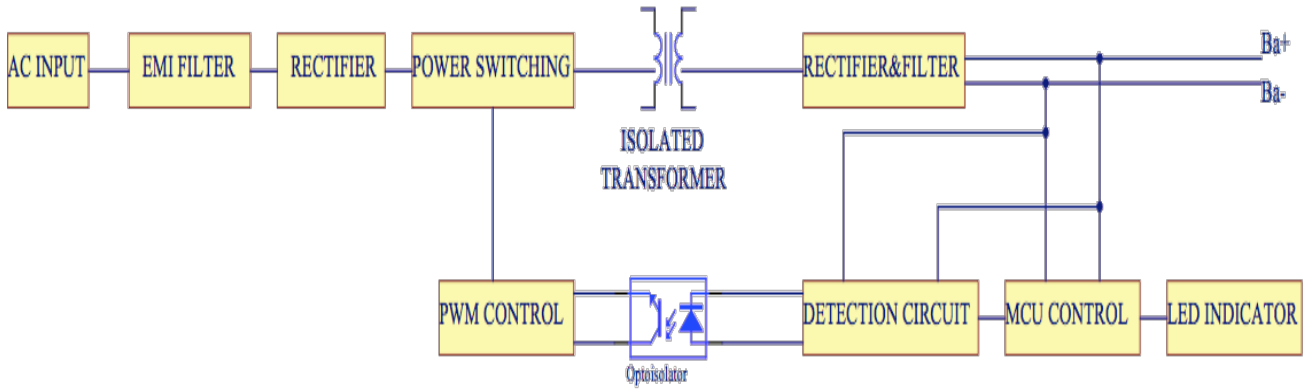 AC INPUT
EMI FILTER
RECTIFIER
POWER SWITCHING
RECTIFIER&FILTER
Ba+
Ba-
ISOLATED
TRANSFORMER
PWM CONTROL
DETECTION CIRCUIT
MCU CONTROL
LED INDICATOR
Optoisolator